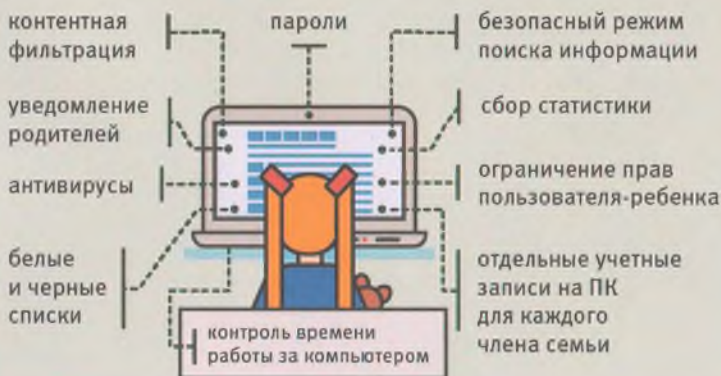 контентная
фильтрация
пароли
безопасный режим
поиска информации
уведомление
родителей
сбор статистики
антивирусы
ограничение прав
пользователя-ребенка
белые
и черные
списки
отдельные учетные
записи на ПК
для каждого
члена семьи
контроль времени
работы за компьютером